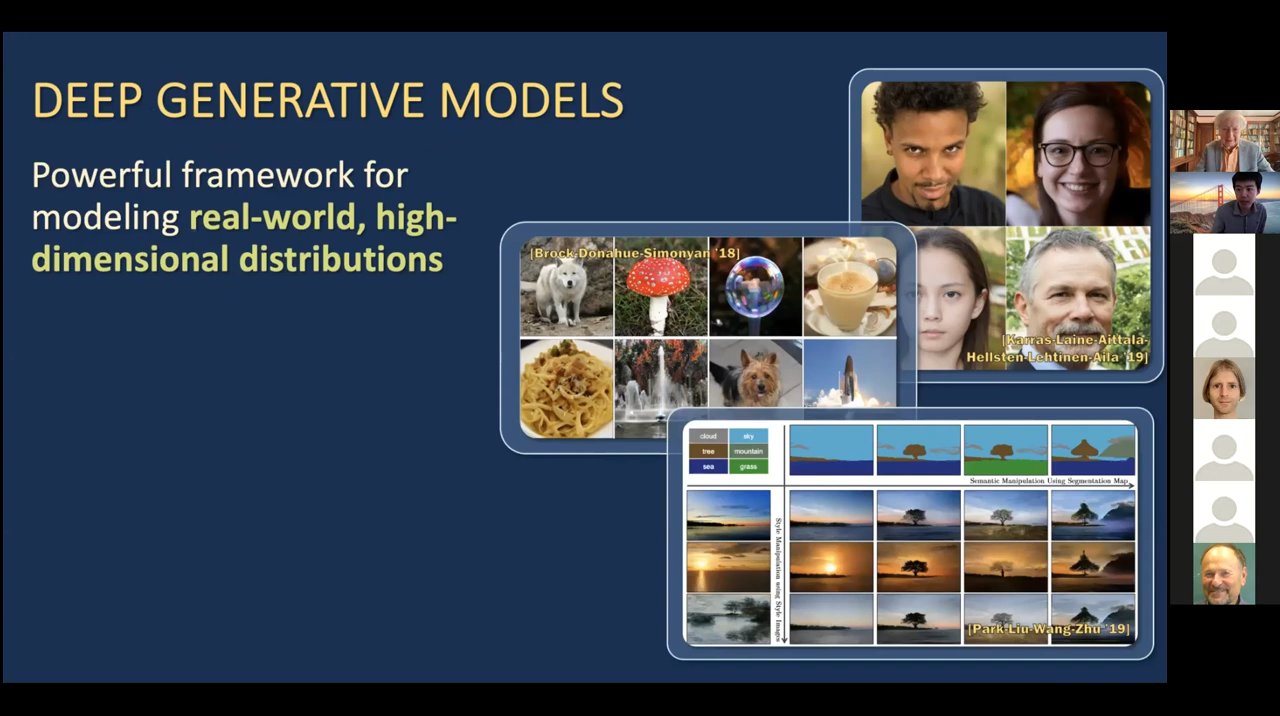 DEEP GENERATIVE MODELS
Powerful framework for
modeling real-world, high-
dimensional distributions
[Brock-Donahue-Simonyan '18]
[Karras-Laine-Aittala-
Hellsten-Lehtinen-Aila '19]
cloud sky
tree mountain
sea grass
Semantic Manipulation Using Segmentation Map
Style Manipulation using Style Images
[Park-Liu-Wang-Zhu '19]